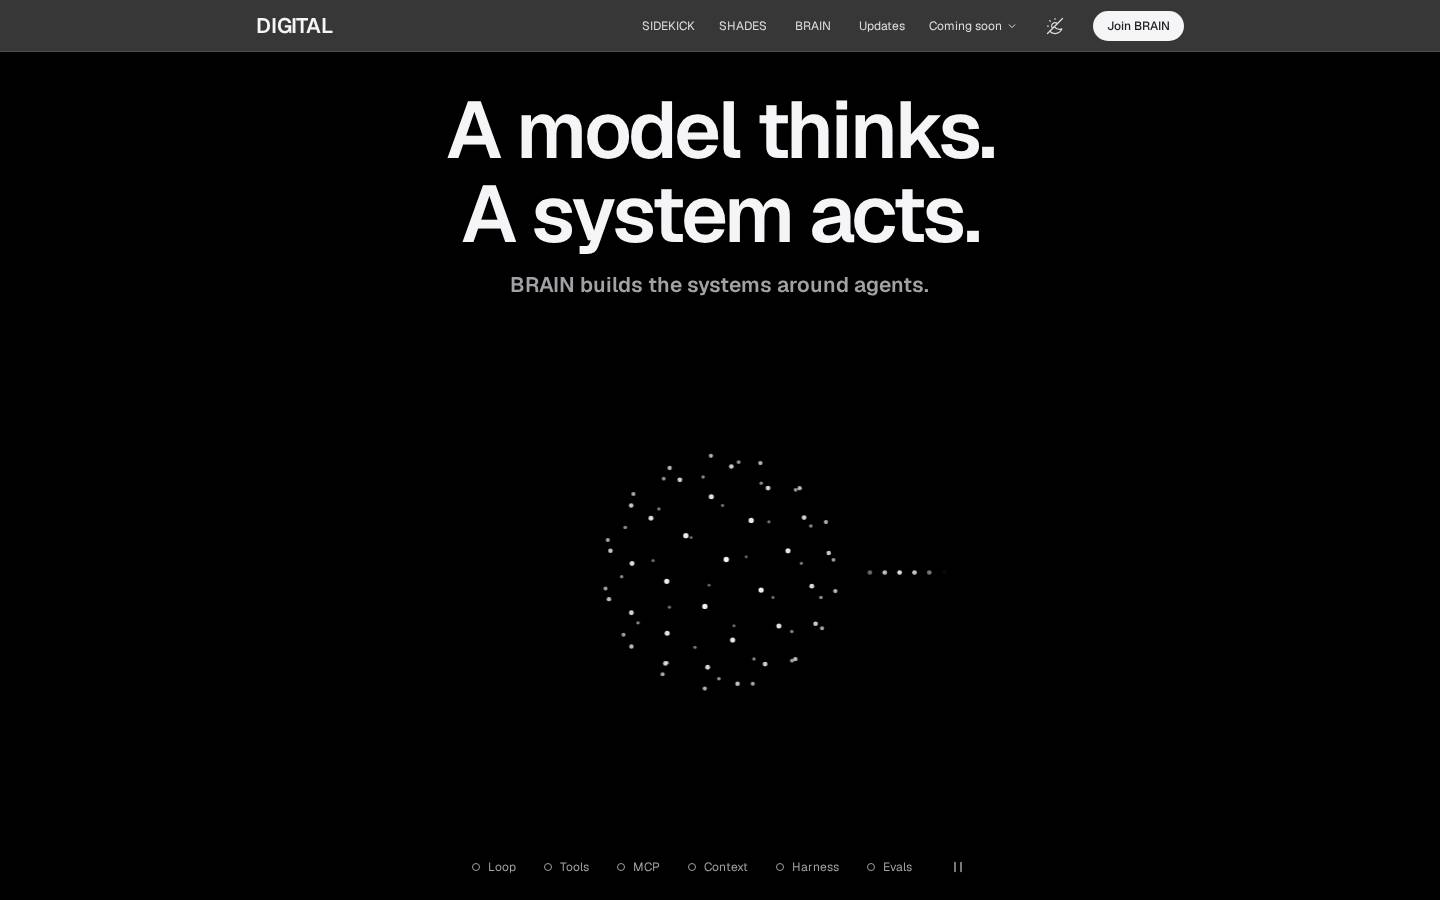 DIGITAL
SIDEKICK SHADES BRAIN Updates Coming soon Join BRAIN
A model thinks.
A system acts.
BRAIN builds the systems around agents.
Loop Tools MCP Context Harness Evals